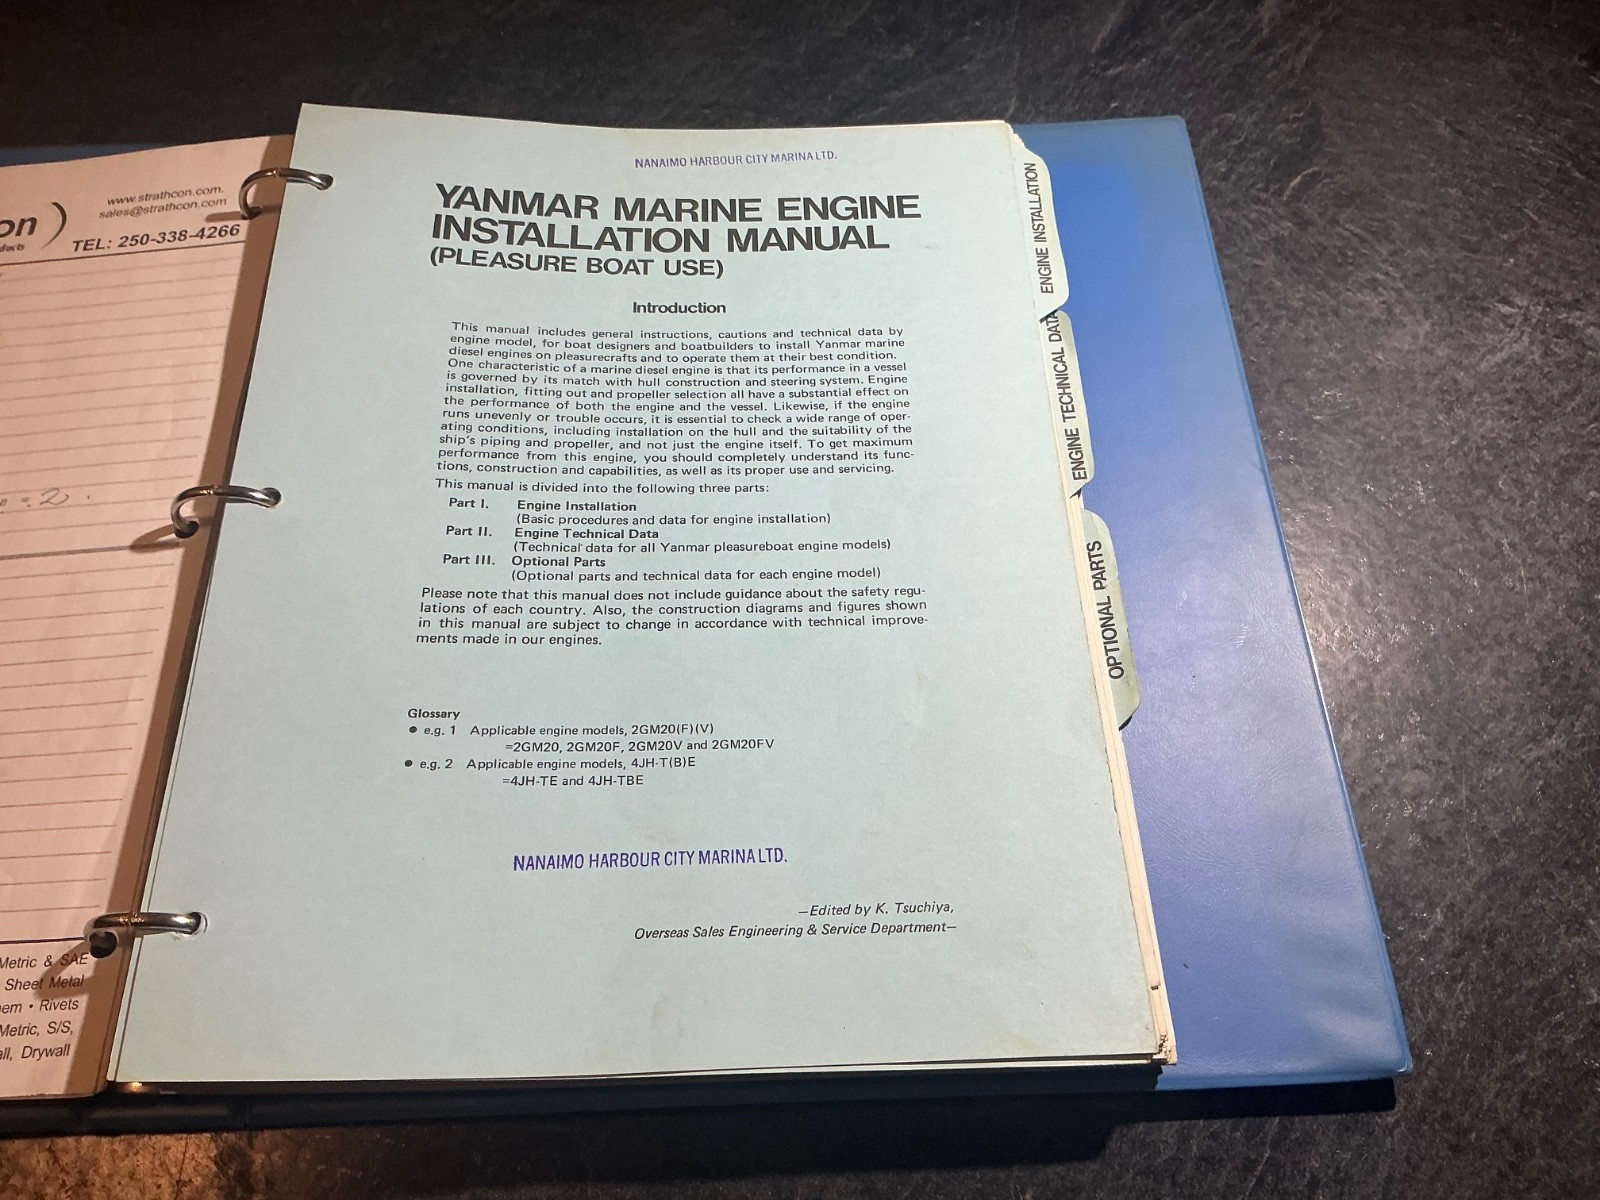 on )
ducts
www.strathcon.com.
sales@strathcon.com
TEL: 250-338-4266
= 2.
Metric & SAE
Sheet Metal
em • Rivets
Metric, S/S,
all, Drywall
NANAIMO HARBOUR CITY MARINA LTD.
YANMAR MARINE ENGINE
INSTALLATION MANUAL
(PLEASURE BOAT USE)
Introduction
This manual includes general instructions, cautions and technical data by
engine model, for boat designers and boatbuilders to install Yanmar marine
diesel engines on pleasurecrafts and to operate them at their best condition.
One characteristic of a marine diesel engine is that its performance in a vessel
is governed by its match with hull construction and steering system. Engine
installation, fitting out and propeller selection all have a substantial effect on
the performance of both the engine and the vessel. Likewise, if the engine
runs unevenly or trouble occurs, it is essential to check a wide range of oper-
ating conditions, including installation on the hull and the suitability of the
ship's piping and propeller, and not just the engine itself. To get maximum
performance from this engine, you should completely understand its func-
tions, construction and capabilities, as well as its proper use and servicing.
This manual is divided into the following three parts:
Part I. Engine Installation
(Basic procedures and data for engine installation)
Part II. Engine Technical Data
(Technical data for all Yanmar pleasureboat engine models)
Part III. Optional Parts
(Optional parts and technical data for each engine model)
Please note that this manual does not include guidance about the safety regu-
lations of each country. Also, the construction diagrams and figures shown
in this manual are subject to change in accordance with technical improve-
ments made in our engines.
Glossary
● e.g. 1 Applicable engine models, 2GM20(F)(V)
=2GM20, 2GM20F, 2GM20V and 2GM20FV
● e.g. 2 Applicable engine models, 4JH-T(B)E
=4JH-TE and 4JH-TBE
NANAIMO HARBOUR CITY MARINA LTD.
—Edited by K. Tsuchiya,
Overseas Sales Engineering & Service Department—
ENGINE INSTALLATION
ENGINE TECHNICAL DATA
OPTIONAL PARTS